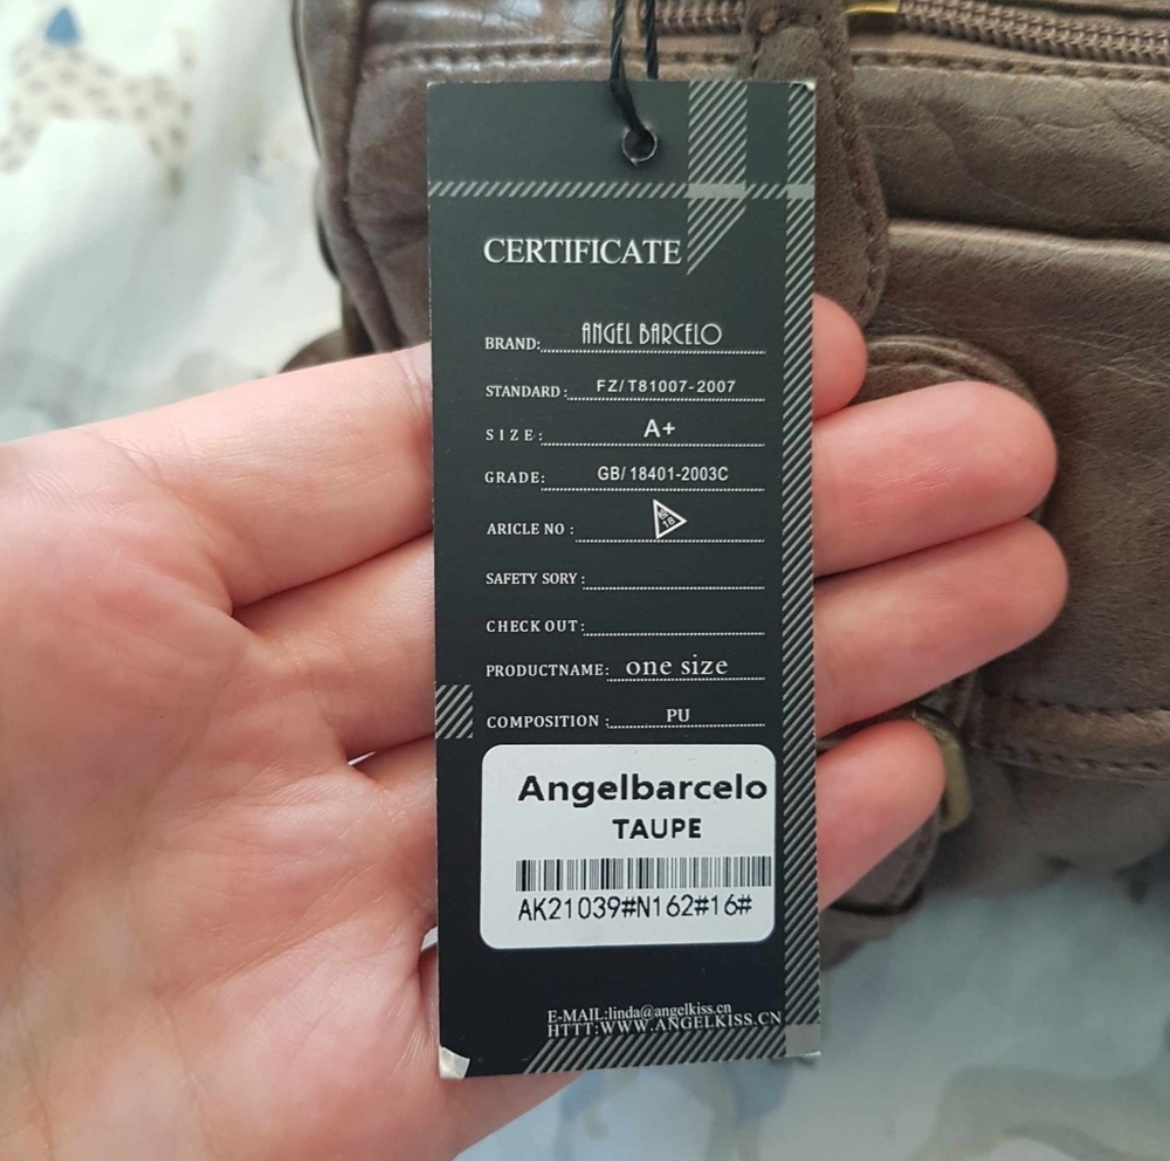 CERTIFICATE
BRAND: ANGEL BARCELO
STANDARD: FZ/T81007-2007
SIZE: A+
GRADE: GB/18401-2003C
ARICLE NO :
18
SAFETY SORY :
CHECK OUT:
PRODUCTNAME: one size
COMPOSITION : PU
Angelbarcelo
TAUPE
AK21039#N162#16#
E-MAIL:linda@angelkiss.cn
HTTT:WWW.ANGELKISS.CN